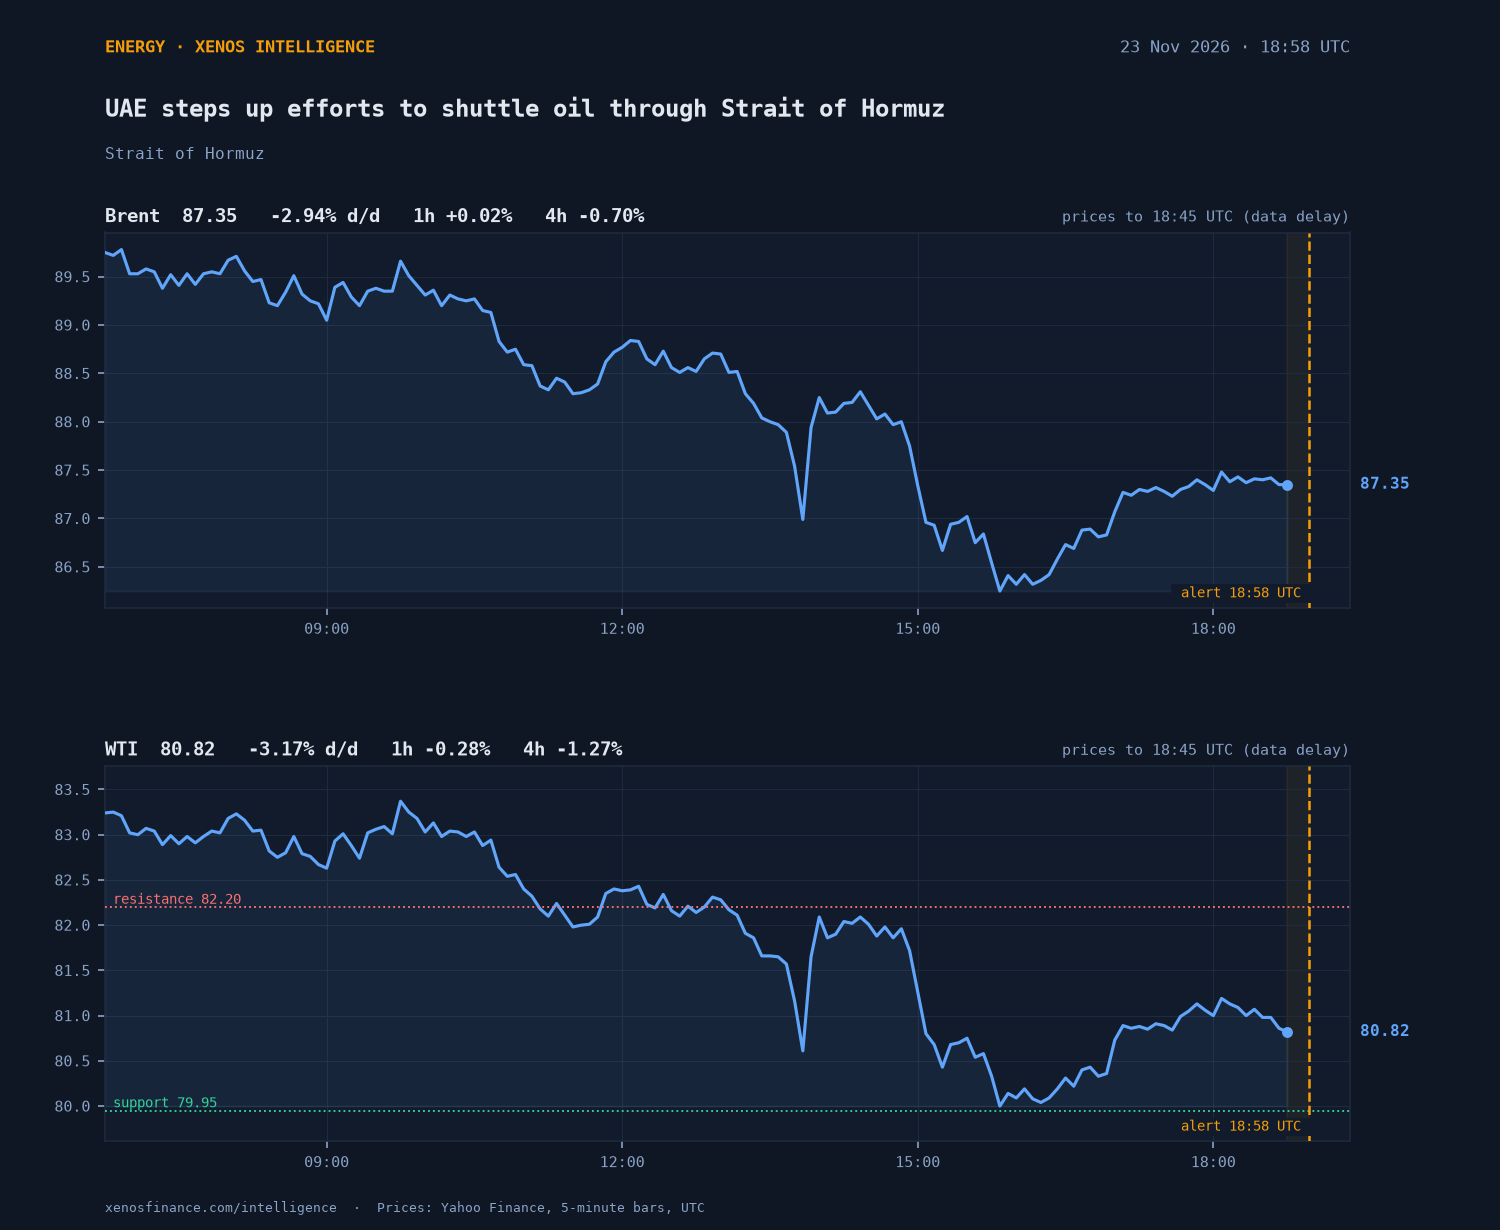 ENERGY · XENOS INTELLIGENCE
23 Nov 2026 · 18:58 UTC
UAE steps up efforts to shuttle oil through Strait of Hormuz
Strait of Hormuz
Brent  87.35   -2.94% d/d   1h +0.02%   4h -0.70%
prices to 18:45 UTC (data delay)
89.5
89.0
88.5
88.0
87.5
87.0
86.5
87.35
alert 18:58 UTC
09:00
12:00
15:00
18:00
WTI  80.82   -3.17% d/d   1h -0.28%   4h -1.27%
prices to 18:45 UTC (data delay)
83.5
83.0
82.5
resistance 82.20
82.0
81.5
81.0
80.82
80.5
80.0
support 79.95
alert 18:58 UTC
09:00
12:00
15:00
18:00
xenosfinance.com/intelligence  ·  Prices: Yahoo Finance, 5-minute bars, UTC